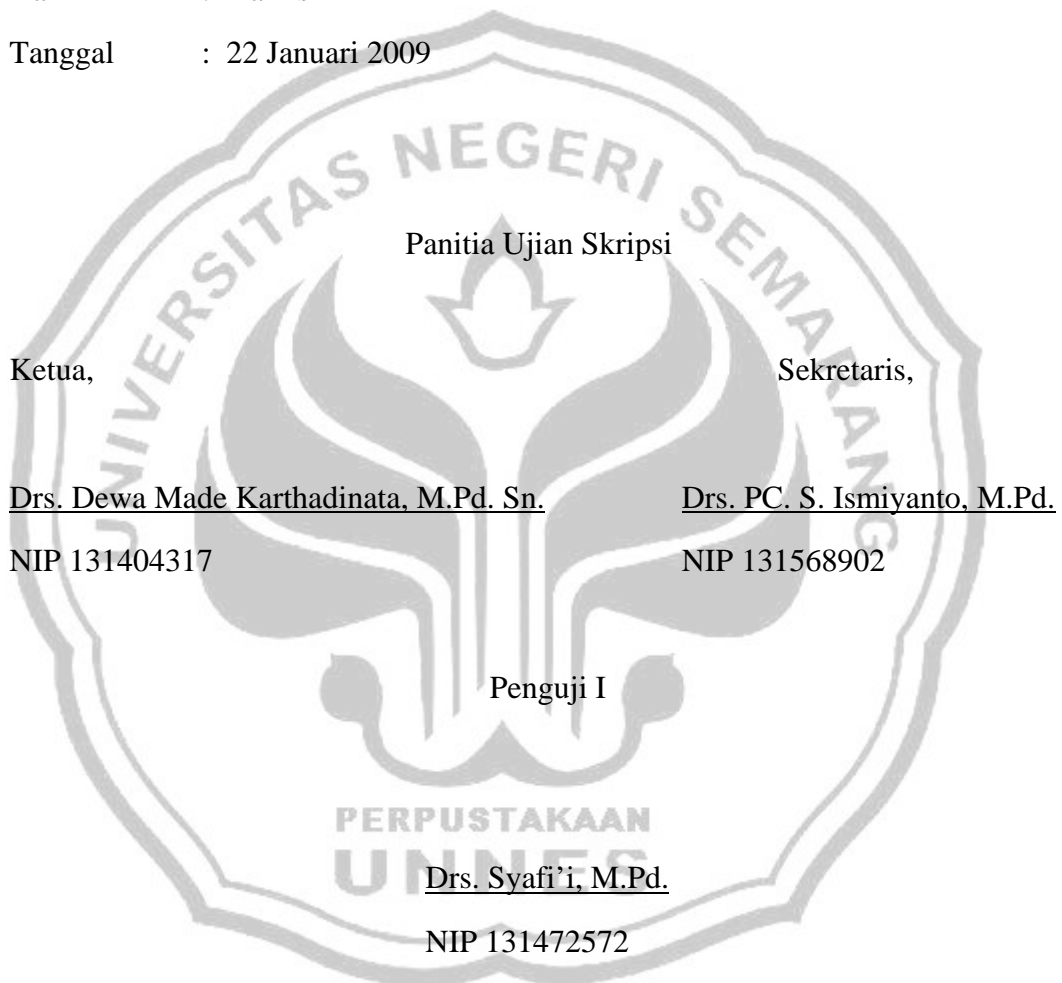 Tanggal : 22 Januari 2009
UNIVERSITAS NEGERI SEMARANG
Panitia Ujian Skripsi
Ketua, Sekretaris,
Drs. Dewa Made Karthadinata, M.Pd. Sn. Drs. PC. S. Ismiyanto, M.Pd.
NIP 131404317 NIP 131568902
Penguji I
PERPUSTAKAAN
UNNES
Drs. Syafi’i, M.Pd.
NIP 131472572